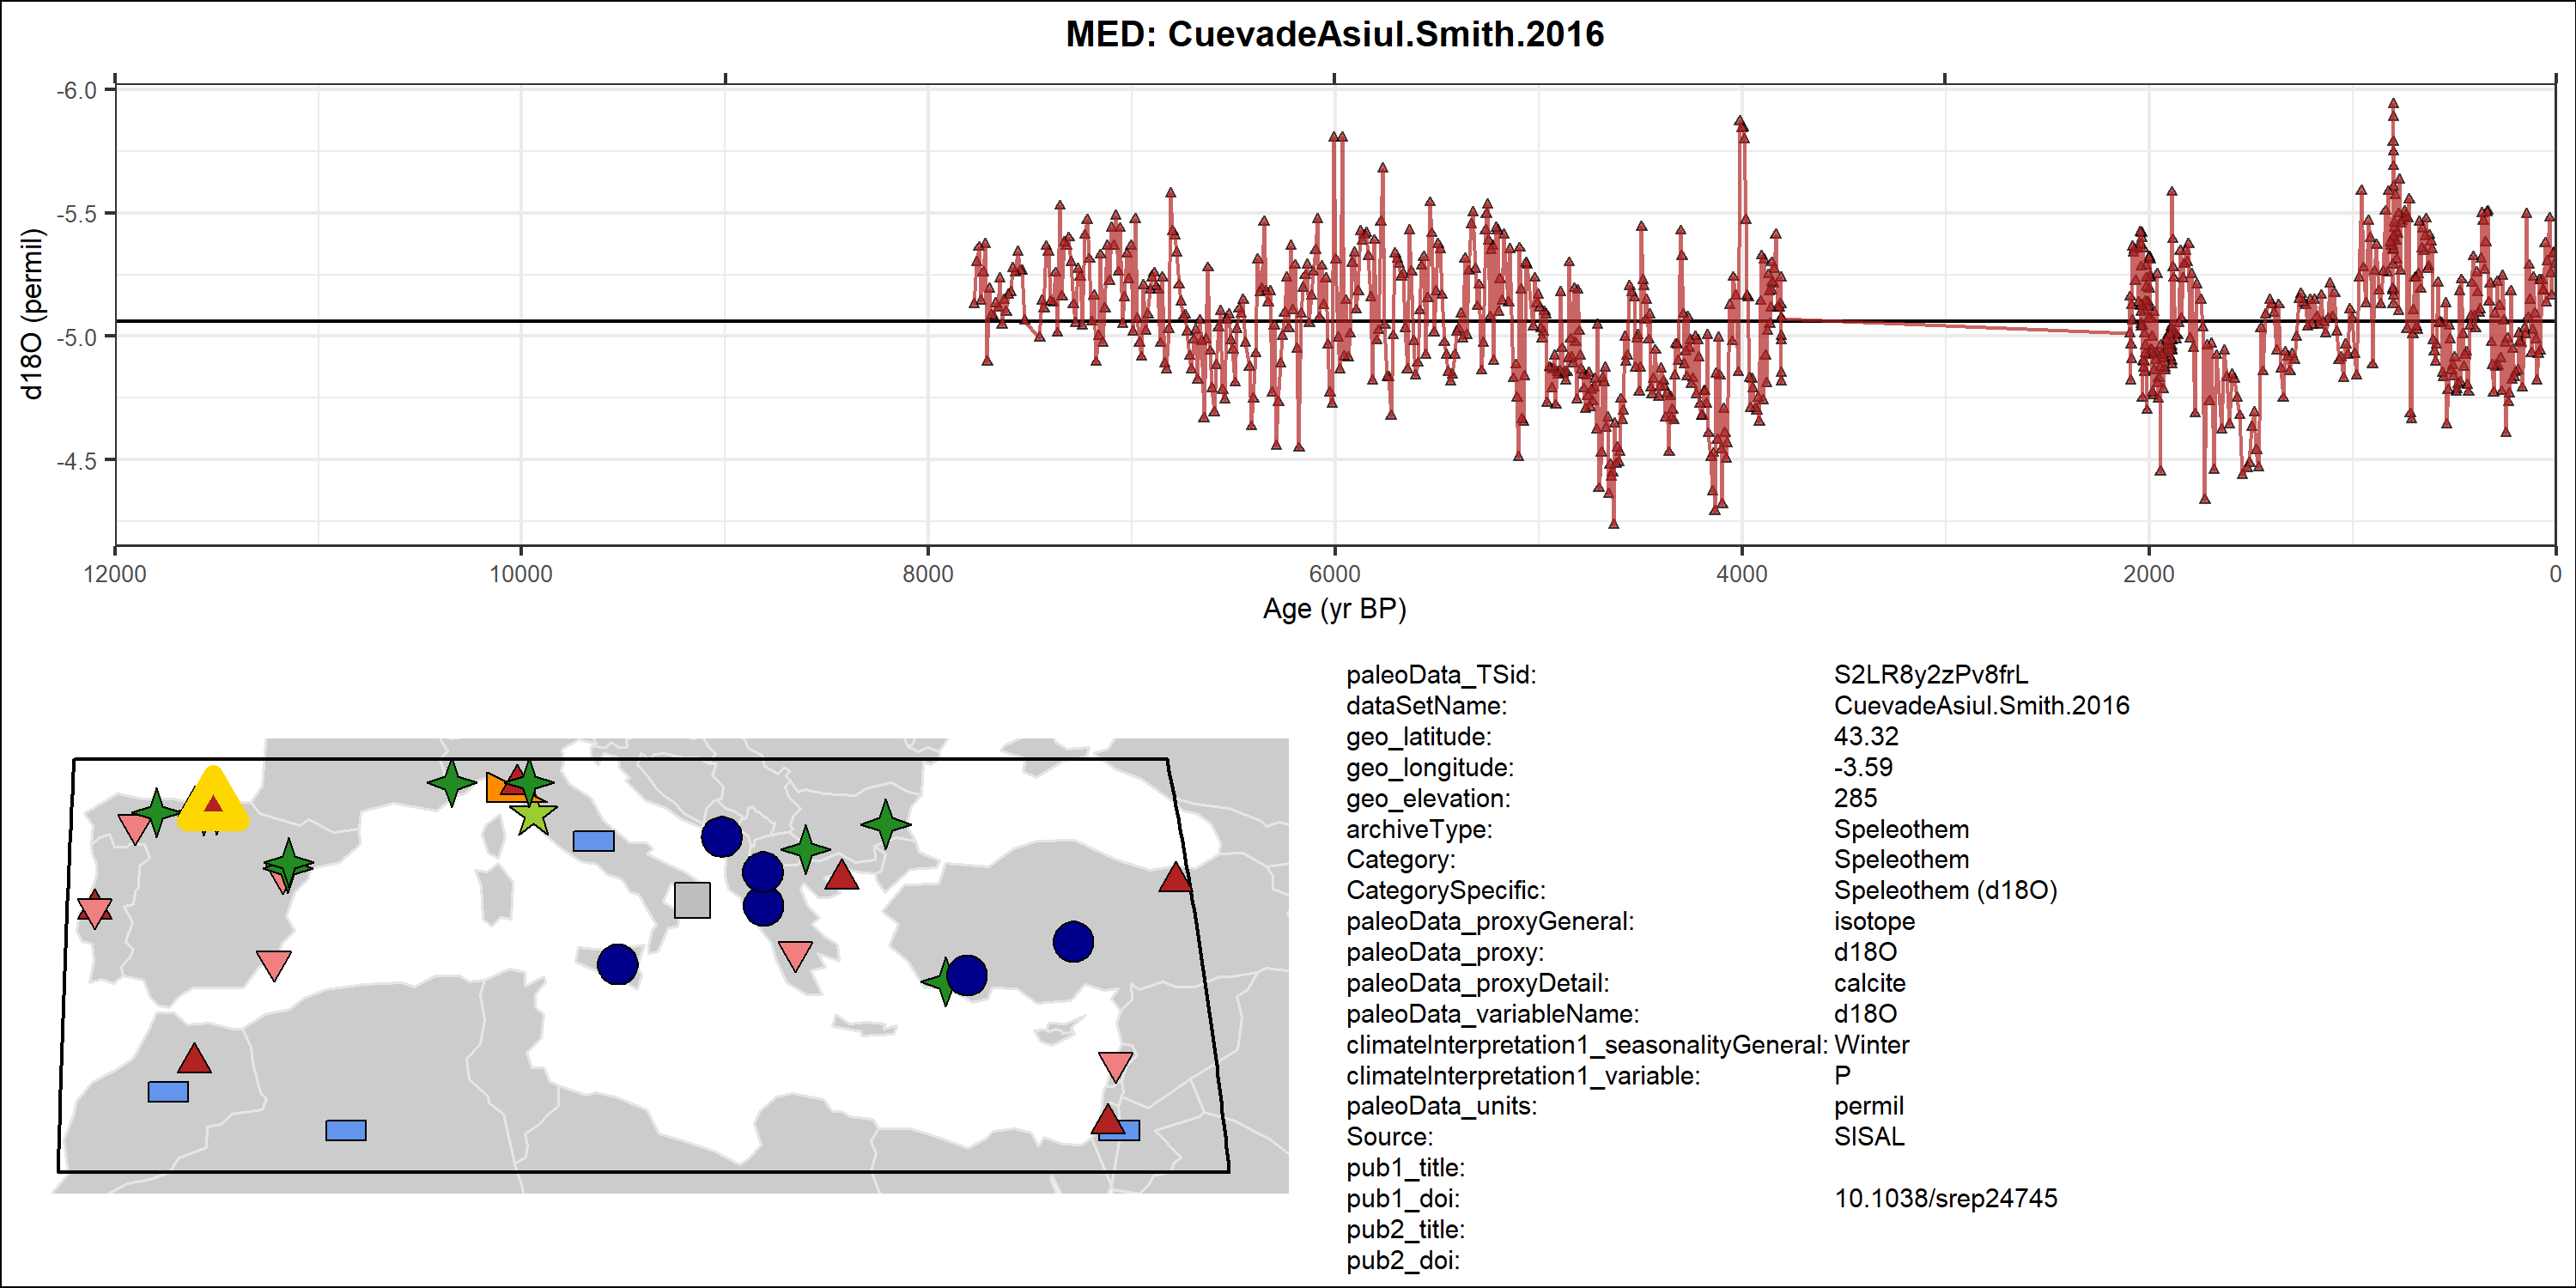 MED: CuevadeAsiul.Smith.2016
-6.0
-5.5
-5.0
-4.5
d18O (permil)
12000 10000 8000 6000 4000 2000 0
Age (yr BP)
paleoData_TSid: S2LR8y2zPv8frL
dataSetName: CuevadeAsiul.Smith.2016
geo_latitude: 43.32
geo_longitude: -3.59
geo_elevation: 285
archiveType: Speleothem
Category: Speleothem
CategorySpecific: Speleothem (d18O)
paleoData_proxyGeneral: isotope
paleoData_proxy: d18O
paleoData_proxyDetail: calcite
paleoData_variableName: d18O
climateInterpretation1_seasonalityGeneral: Winter
climateInterpretation1_variable: P
paleoData_units: permil
Source: SISAL
pub1_title:
pub1_doi: 10.1038/srep24745
pub2_title:
pub2_doi: